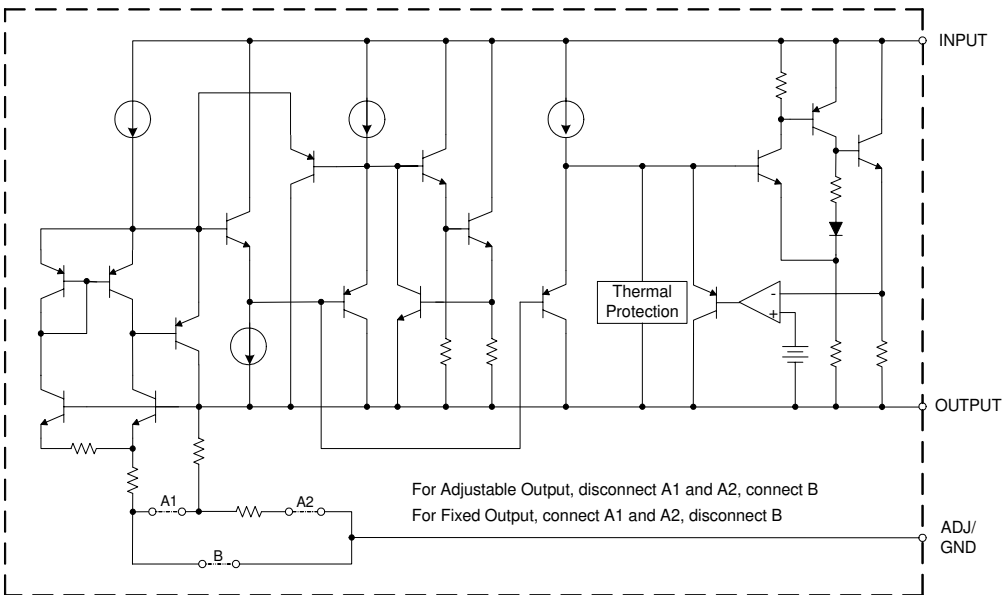 INPUT
Thermal
Protection
-
+
OUTPUT
A1
A2
For Adjustable Output, disconnect A1 and A2, connect B
For Fixed Output, connect A1 and A2, disconnect B
ADJ/
GND
B